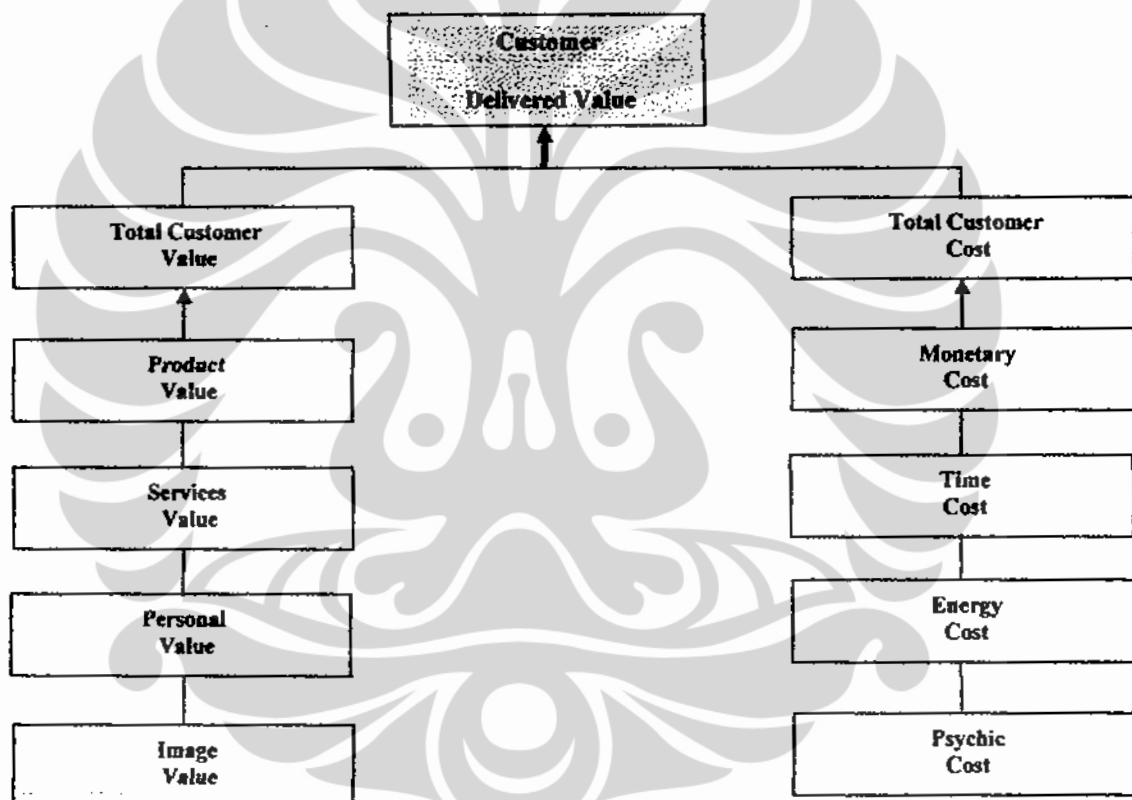 Customer
Delivered Value
Total Customer
Value
Total Customer
Cost
Product
Value
Monetary
Cost
Services
Value
Time
Cost
Personal
Value
Energy
Cost
Image
Value
Psychic
Cost